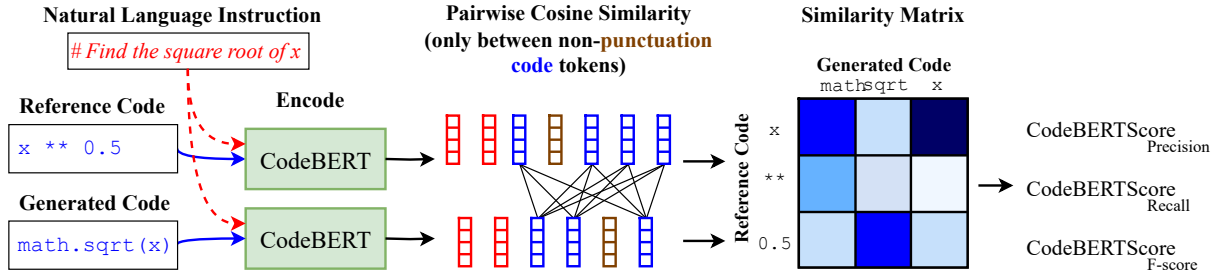 Natural Language Instruction
# Find the square root of x
Reference Code
x ** 0.5
Generated Code
math.sqrt(x)
Encode
CodeBERT
CodeBERT
Pairwise Cosine Similarity
(only between non-punctuation
code tokens)
Similarity Matrix
Generated Code
math sqrt x
Reference Code
x
**
0.5
CodeBERTScore Precision
CodeBERTScore Recall
CodeBERTScore F-score